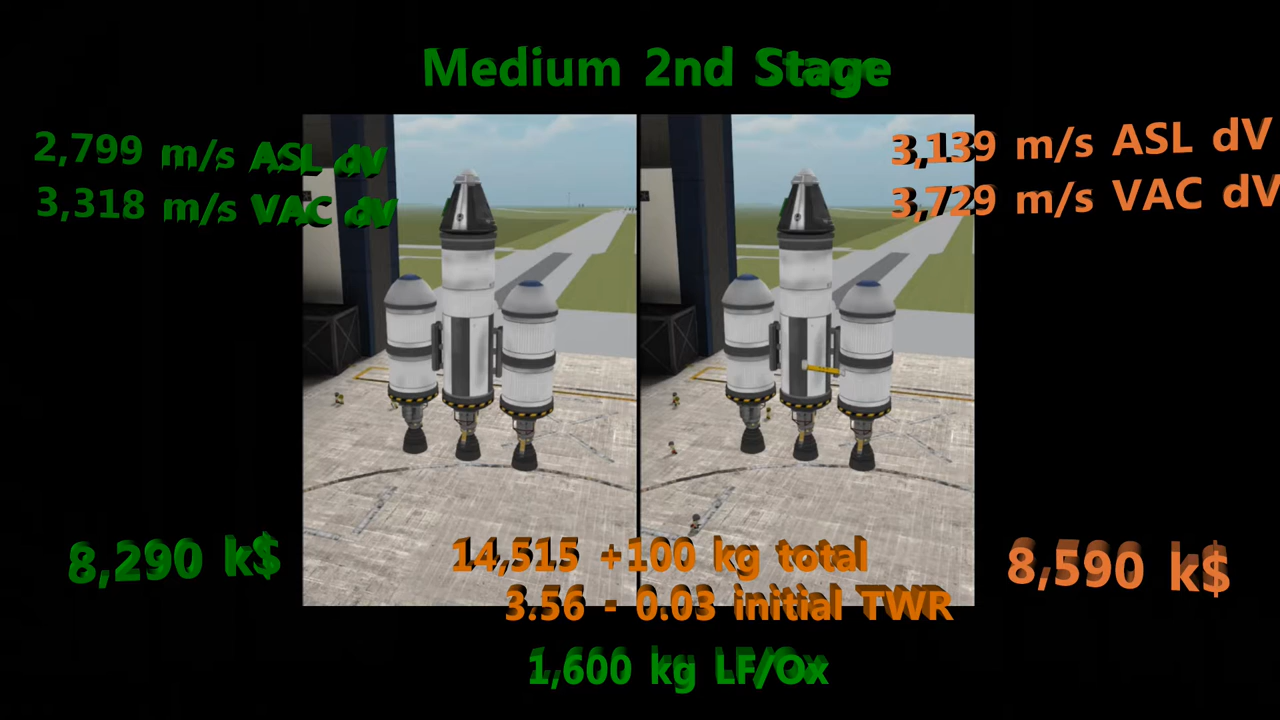 Medium 2nd Stage
2,799 m/s ASL dV
3,318 m/s VAC dV
3,139 m/s ASL dV
3,729 m/s VAC dV
8,290 k$
14,515 +100 kg total
3.56 - 0.03 initial TWR
8,590 k$
1,600 kg LF/Ox